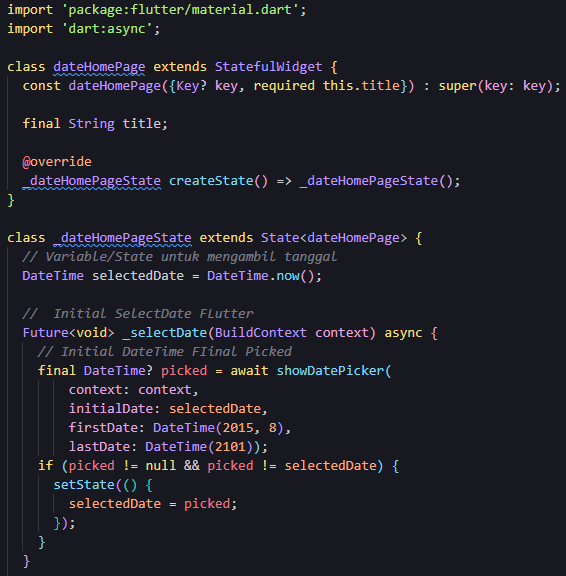 import 'package:flutter/material.dart';
import 'dart:async';
class dateHomePage extends StatefulWidget {
const dateHomePage({Key? key, required this.title}) : super(key: key);
final String title;
@override
_dateHomePageState createState() => _dateHomePageState();
}
class _dateHomePageState extends State<dateHomePage> {
// Variable/State untuk mengambil tanggal
DateTime selectedDate = DateTime.now();
//  Initial SelectDate FLutter
Future<void> _selectDate(BuildContext context) async {
// Initial DateTime FIinal Picked
final DateTime? picked = await showDatePicker(
context: context,
initialDate: selectedDate,
firstDate: DateTime(2015, 8),
lastDate: DateTime(2101));
if (picked != null && picked != selectedDate) {
setState(() {
selectedDate = picked;
});
}
}